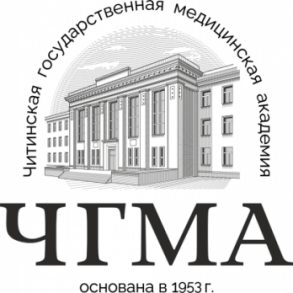 Читинская государственная медицинская академия
ЧГМА
основана в 1953 г.